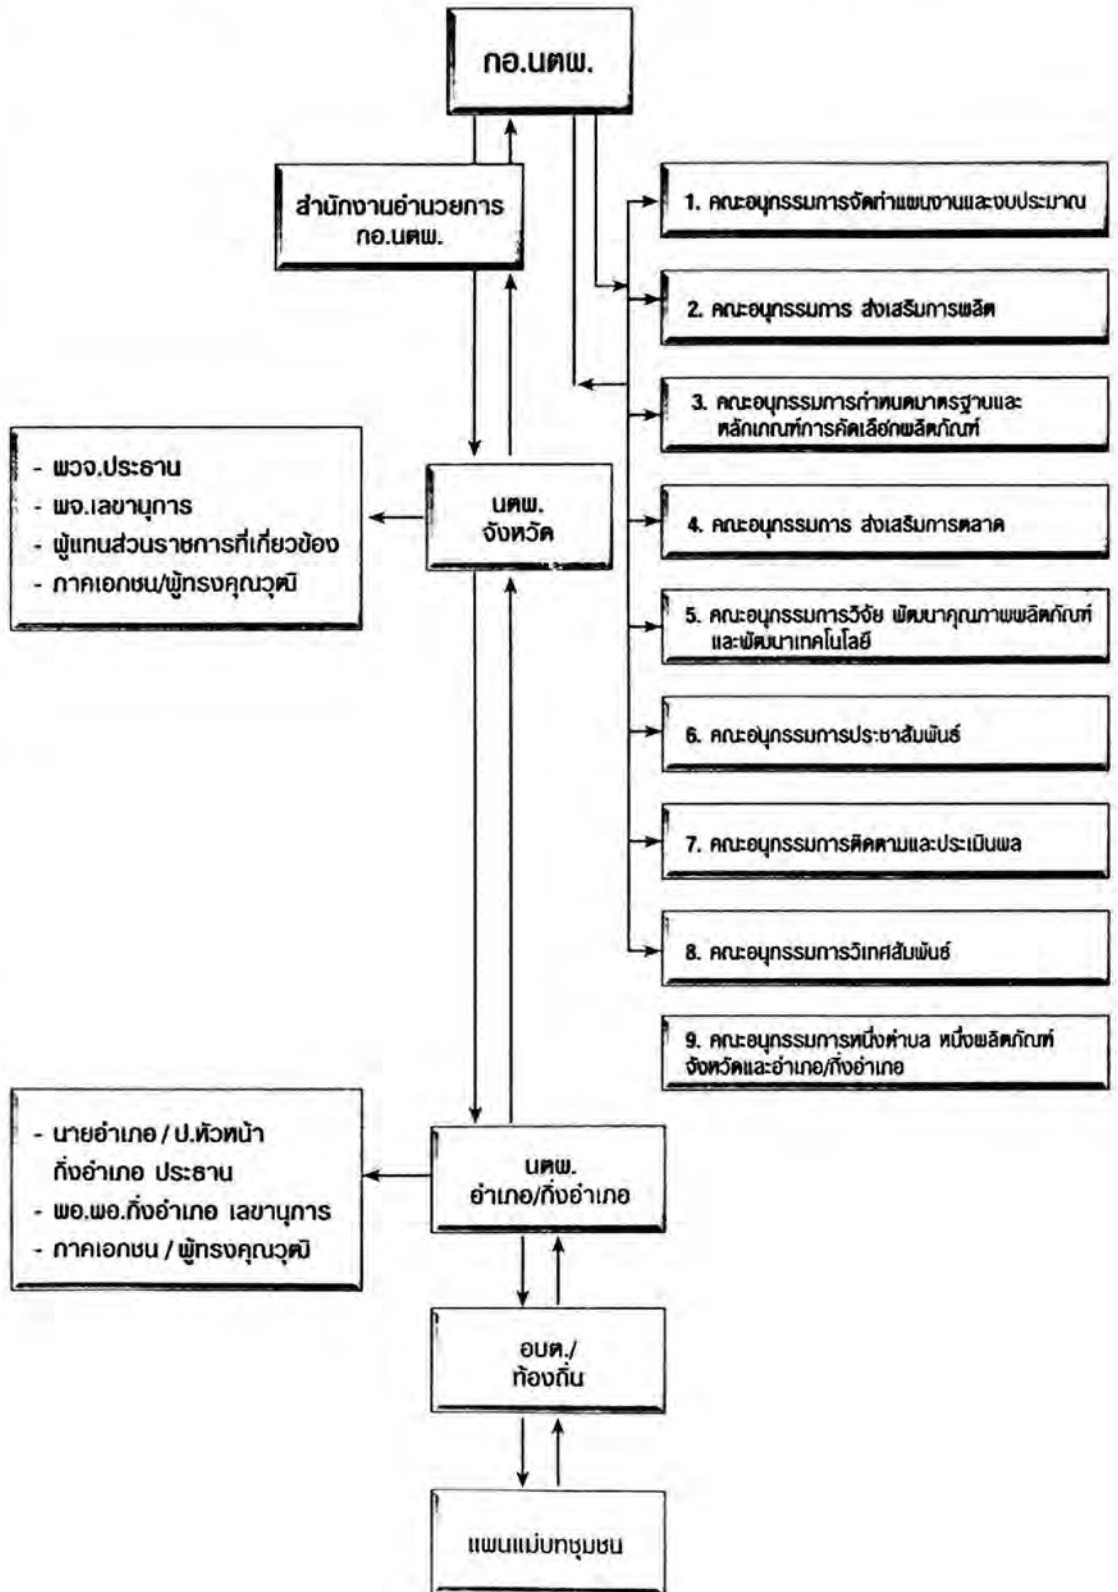 กอ.นตผ.
สำนักงานอำนวยการ
กอ.นตผ.
1. คณะอนุกรรมการจัดทำแผนงานและงบประมาณ
2. คณะอนุกรรมการ ส่งเสริมการผลิต
3. คณะอนุกรรมการกำหนดมาตรฐานและ
หลักเกณฑ์การคัดเลือกผลิตภัณฑ์
- ผวจ.ประธาน
- พจ.เลขานุการ
- ผู้แทนส่วนราชการที่เกี่ยวข้อง
- ภาคเอกชน/ผู้ทรงคุณวุฒิ
นตผ.
จังหวัด
4. คณะอนุกรรมการ ส่งเสริมการตลาด
5. คณะอนุกรรมการวิจัย พัฒนาคุณภาพผลิตภัณฑ์
และพัฒนาเทคโนโลยี
6. คณะอนุกรรมการประชาสัมพันธ์
7. คณะอนุกรรมการติดตามและประเมินผล
8. คณะอนุกรรมการวิเทศสัมพันธ์
9. คณะอนุกรรมการหนึ่งตำบล หนึ่งผลิตภัณฑ์
จังหวัดและอำเภอ/กิ่งอำเภอ
- นายอำเภอ / ป.หัวหน้า
กิ่งอำเภอ ประธาน
- พอ.พอ.กิ่งอำเภอ เลขานุการ
- ภาคเอกชน / ผู้ทรงคุณวุฒิ
นตผ.
อำเภอ/กิ่งอำเภอ
อบต./
ท้องถิ่น
แผนแม่บทชุมชน